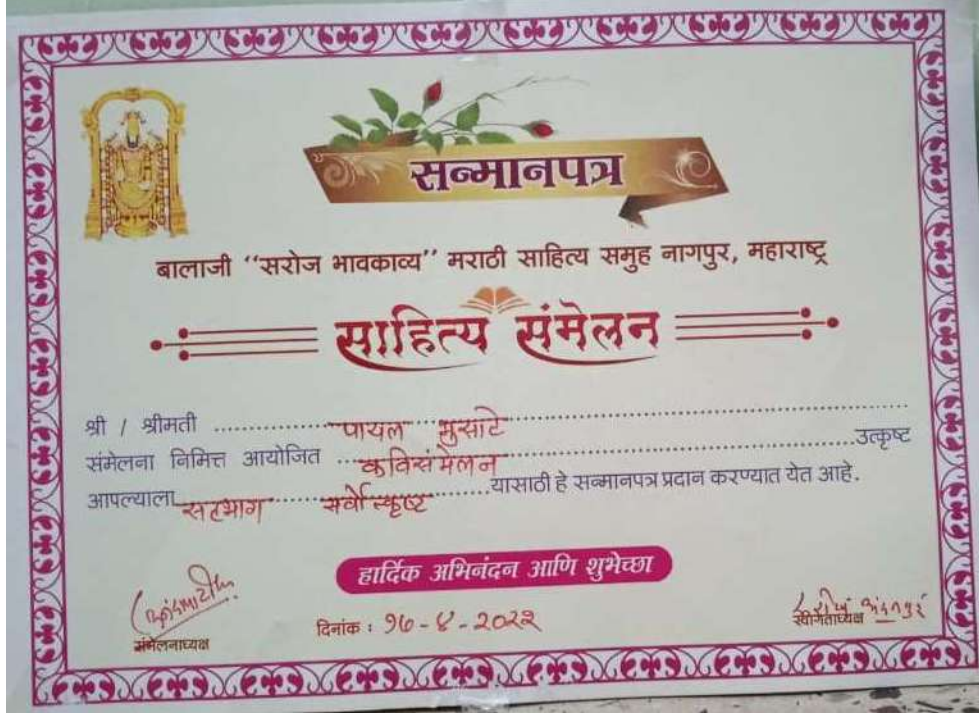 सन्मानपत्र
बालाजी "सरोज भावकाव्य" मराठी साहित्य समुह नागपुर, महाराष्ट्र
साहित्य संमेलन
श्री / श्रीमती पायल भुसाटे
संमेलना निमित्त आयोजित कविसंमेलन उत्कृष्ट
आपल्याला सहभाग सर्वोत्कृष्ट यासाठी हे सन्मानपत्र प्रदान करण्यात येत आहे.
हार्दिक अभिनंदन आणि शुभेच्छा
संमेलनाध्यक्ष
दिनांक : १७-४-२०२२
स्वागताध्यक्ष